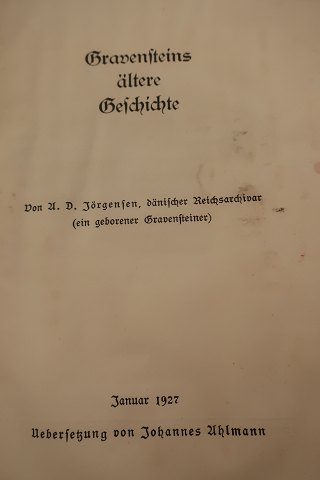 Gravensteins
ältere
Geschichte
Von A. D. Jörgensen, dänischer Reichsarchivar
(ein geborener Gravensteiner)
Januar 1927
Uebersetzung von Johannes Ahlmann